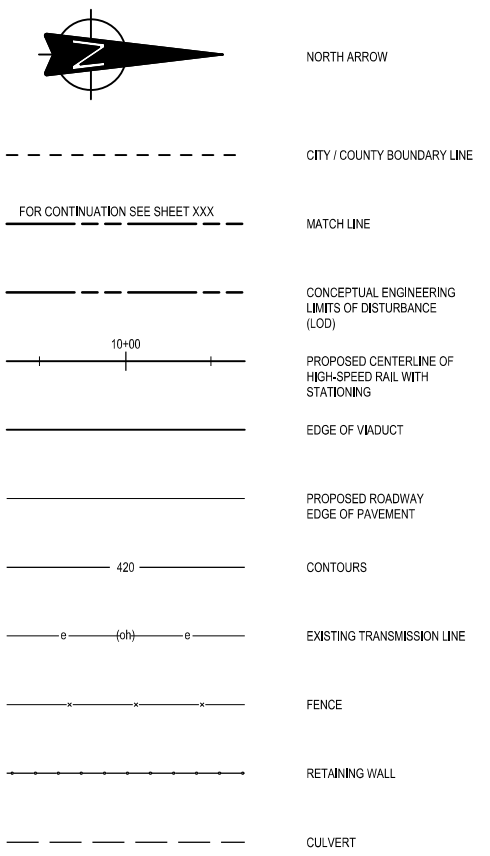 N
NORTH ARROW
CITY / COUNTY BOUNDARY LINE
FOR CONTINUATION SEE SHEET XXX
MATCH LINE
CONCEPTUAL ENGINEERING
LIMITS OF DISTURBANCE
(LOD)
10+00
PROPOSED CENTERLINE OF
HIGH-SPEED RAIL WITH
STATIONING
EDGE OF VIADUCT
PROPOSED ROADWAY
EDGE OF PAVEMENT
420
CONTOURS
e (oh) e
EXISTING TRANSMISSION LINE
FENCE
RETAINING WALL
CULVERT